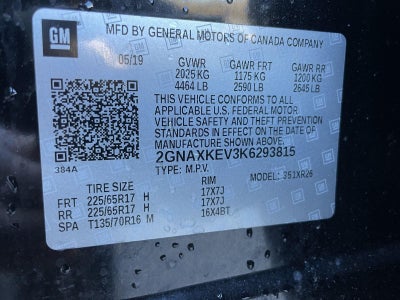 GM
MFD BY GENERAL MOTORS OF CANADA COMPANY
05/19 GVWR GAWR FRT GAWR RR
2025 KG 1175 KG 1200 KG
4464 LB 2590 LB 2645 LB
THIS VEHICLE CONFORMS TO ALL
APPLICABLE U.S. FEDERAL MOTOR
VEHICLE SAFETY AND THEFT PREVENTION
STANDARDS IN EFFECT ON THE DATE OF
MANUFACTURE SHOWN ABOVE.
384A 2GNAXKEV3K6293815
TYPE: M.P.V. MODEL: 351XR26
TIRE SIZE RIM
FRT 225/65R17 H 17X7J
RR 225/65R17 H 17X7J
SPA T135/70R16 M 16X4BT